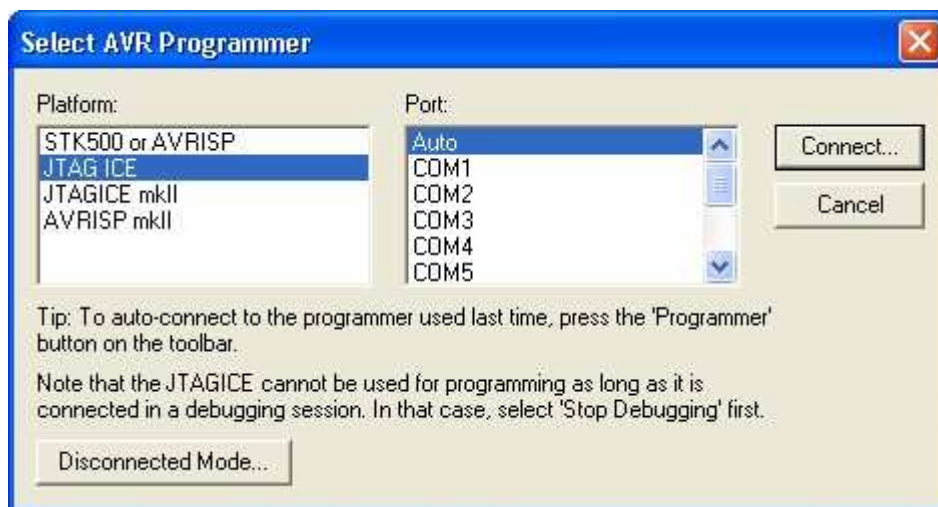 Select AVR Programmer
Platform:
STK500 or AVRISP
JTAG ICE
JTAGICE mkII
AVRISP mkII
Port:
Auto
COM1
COM2
COM3
COM4
COM5
Connect...
Cancel
Tip: To auto-connect to the programmer used last time, press the 'Programmer'
button on the toolbar.
Note that the JTAGICE cannot be used for programming as long as it is
connected in a debugging session. In that case, select 'Stop Debugging' first.
Disconnected Mode...